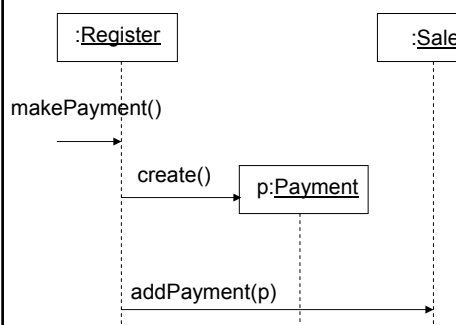 :Register
:Sale
makePayment()
create()
p:Payment
addPayment(p)